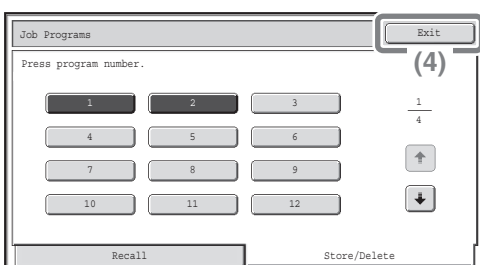 Job Programs
Exit
(4)
Press program number.
1 2 3
1
4
4 5 6
7 8 9
10 11 12
Recall
Store/Delete